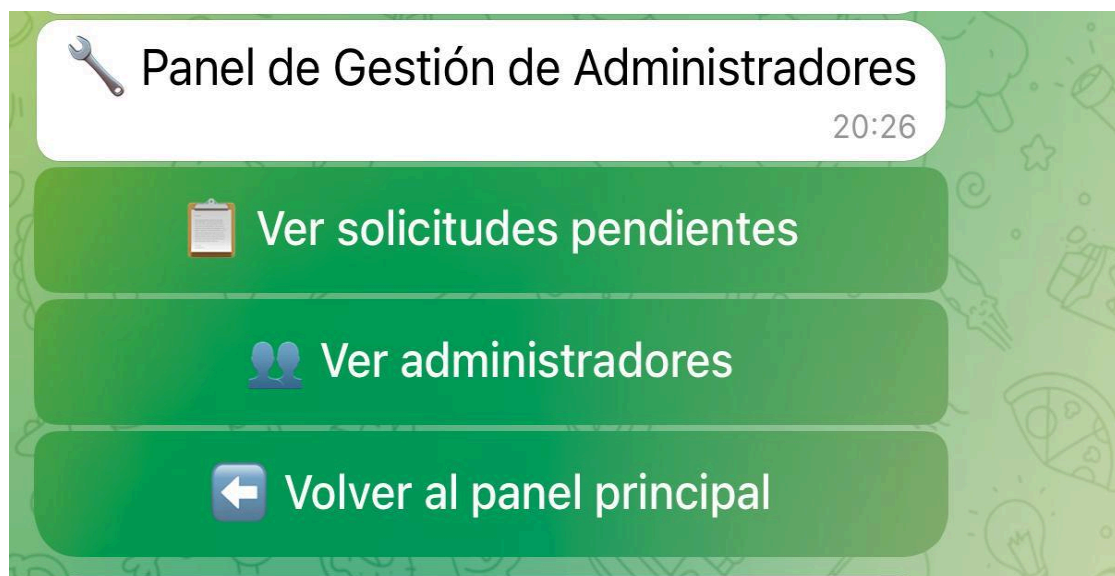 🔧 Panel de Gestión de Administradores
20:26
📋 Ver solicitudes pendientes
👥 Ver administradores
⬅️ Volver al panel principal